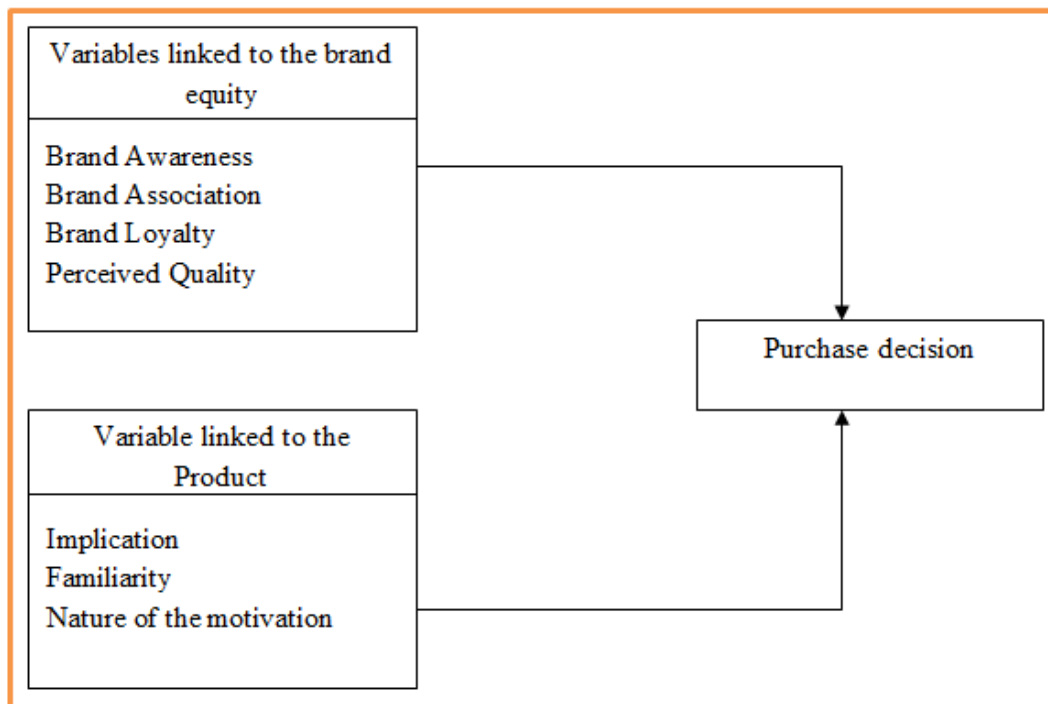 Variables linked to the brand
equity
Brand Awareness
Brand Association
Brand Loyalty
Perceived Quality
Purchase decision
Variable linked to the
Product
Implication
Familiarity
Nature of the motivation